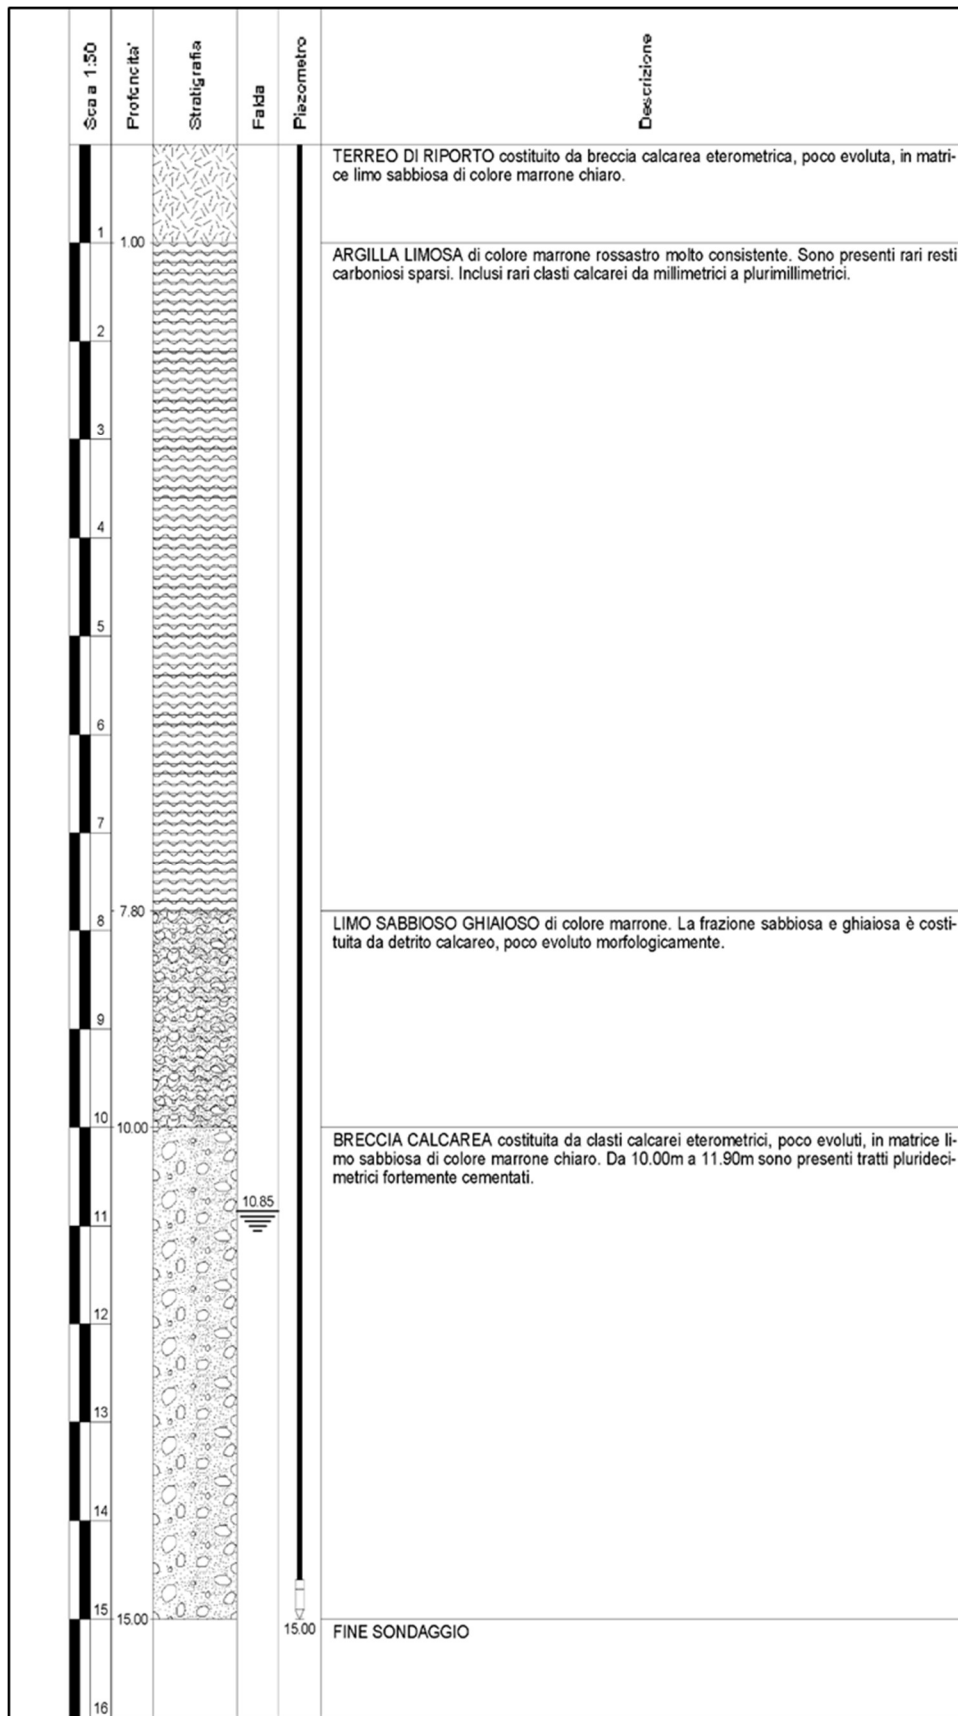 Scala 1:50
Profondita'
Stratigrafia
Falda
Piezometro
Descrizione
TERREO DI RIPORTO costituito da breccia calcarea eterometrica, poco evoluta, in matri-
ce limo sabbiosa di colore marrone chiaro.
1
1.00
ARGILLA LIMOSA di colore marrone rossastro molto consistente. Sono presenti rari resti
carboniosi sparsi. Inclusi rari clasti calcarei da millimetrici a plurimillimetrici.
2
3
4
5
6
7
7.80
8
LIMO SABBIOSO GHIAIOSO di colore marrone. La frazione sabbiosa e ghiaiosa è costi-
tuita da detrito calcareo, poco evoluto morfologicamente.
9
10
10.00
BRECCIA CALCAREA costituita da clasti calcarei eterometrici, poco evoluti, in matrice li-
mo sabbiosa di colore marrone chiaro. Da 10.00m a 11.90m sono presenti tratti plurideci-
metrici fortemente cementati.
10.85
11
12
13
14
15
15.00
15.00
FINE SONDAGGIO
16